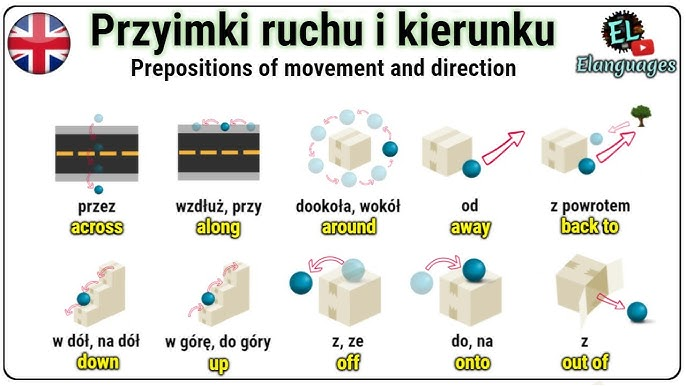 Przyimki ruchu i kierunku
Prepositions of movement and direction
EL
Elanguages
przez
across
wzdłuż, przy
along
dookoła, wokół
around
od
away
z powrotem
back to
w dół, na dół
down
w górę, do góry
up
z, ze
off
do, na
onto
z
out of